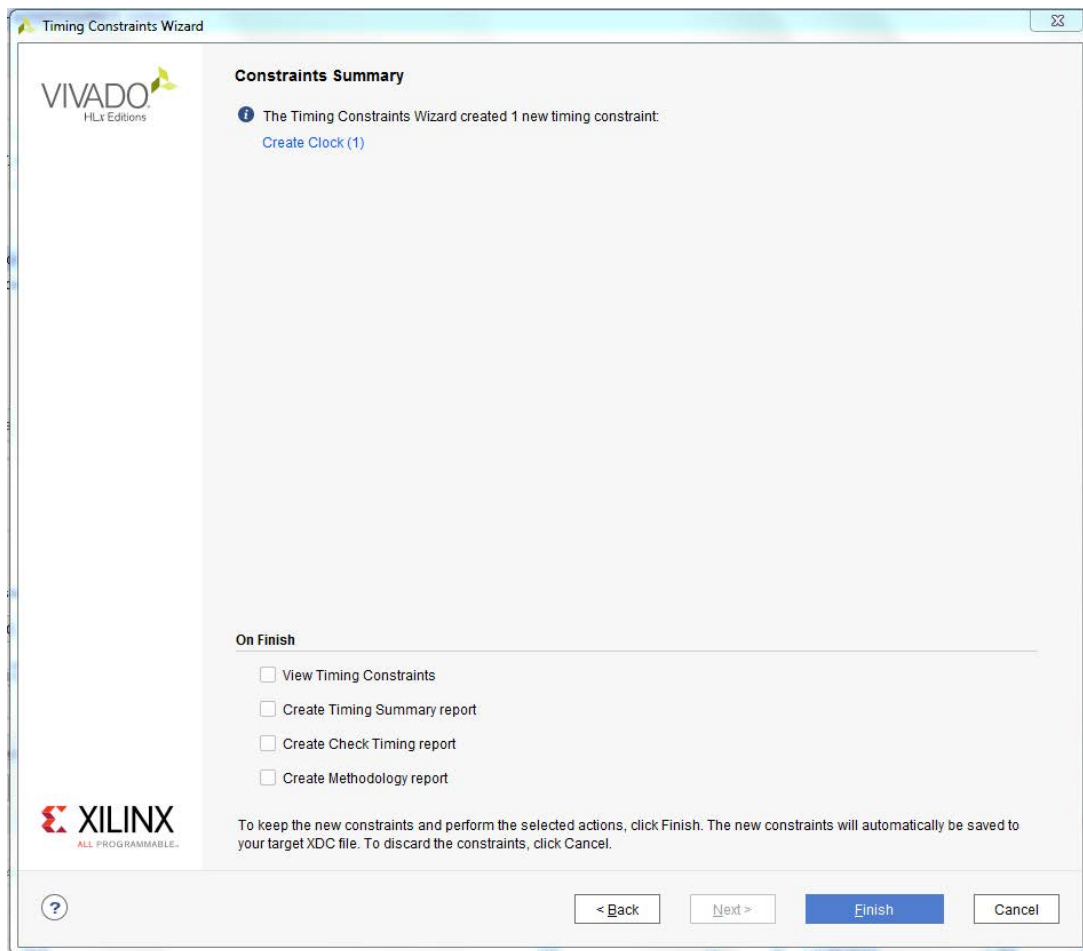 Timing Constraints Wizard
VIVADO
HLx Editions
Constraints Summary
The Timing Constraints Wizard created 1 new timing constraint:
Create Clock (1)
On Finish
View Timing Constraints
Create Timing Summary report
Create Check Timing report
Create Methodology report
XILINX
ALL PROGRAMMABLE
To keep the new constraints and perform the selected actions, click Finish. The new constraints will automatically be saved to
your target XDC file. To discard the constraints, click Cancel.
?
< Back
Next >
Finish
Cancel